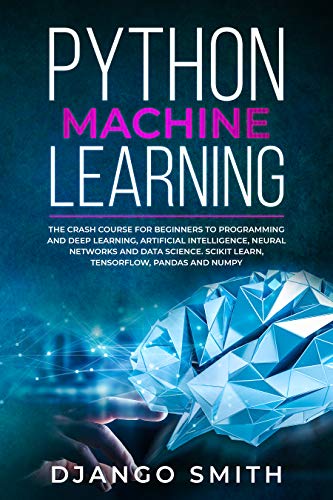 PYTHON
MACHINE
LEARNING
THE CRASH COURSE FOR BEGINNERS TO PROGRAMMING
AND DEEP LEARNING, ARTIFICIAL INTELLIGENCE, NEURAL
NETWORKS AND DATA SCIENCE. SCIKIT LEARN,
TENSORFLOW, PANDAS AND NUMPY
DJANGO SMITH